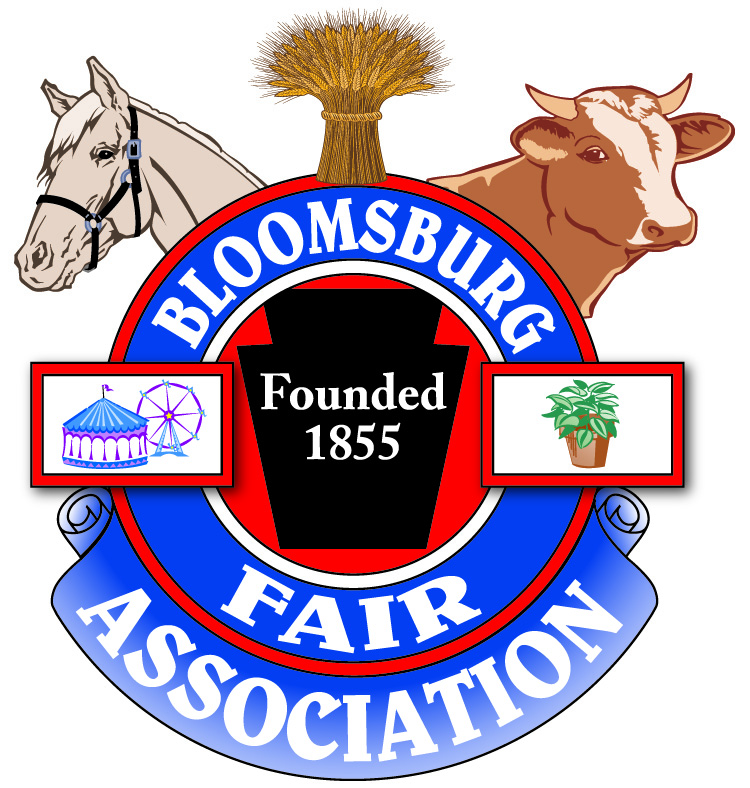 BLOOMSBURG
Founded
1855
FAIR
ASSOCIATION